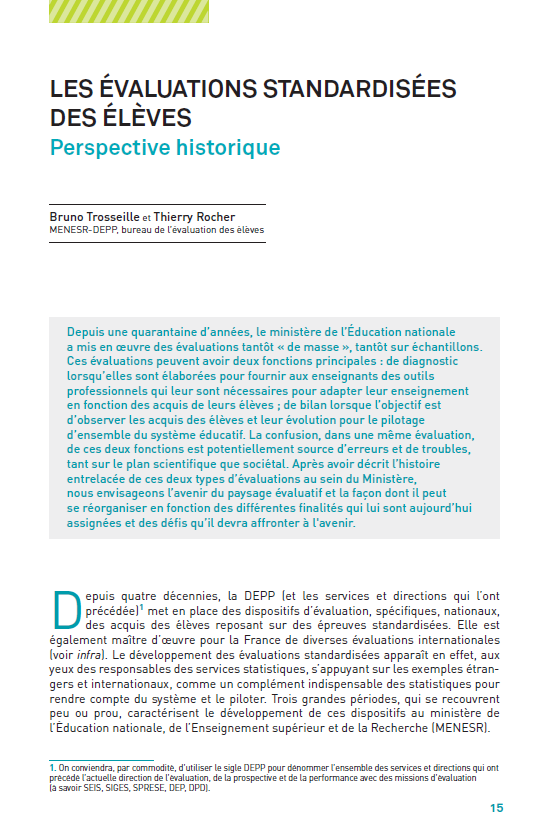 LES ÉVALUATIONS STANDARDISÉES
DES ÉLÈVES
Perspective historique
Bruno Trosseille et Thierry Rocher
MENESR-DEPP, bureau de l'évaluation des élèves
Depuis une quarantaine d'années, le ministère de l'Éducation nationale
a mis en œuvre des évaluations tantôt « de masse », tantôt sur échantillons.
Ces évaluations peuvent avoir deux fonctions principales : de diagnostic
lorsqu'elles sont élaborées pour fournir aux enseignants des outils
professionnels qui leur sont nécessaires pour adapter leur enseignement
en fonction des acquis de leurs élèves ; de bilan lorsque l'objectif est
d'observer les acquis des élèves et leur évolution pour le pilotage
d'ensemble du système éducatif. La confusion, dans une même évaluation,
de ces deux fonctions est potentiellement source d'erreurs et de troubles,
tant sur le plan scientifique que sociétal. Après avoir décrit l'histoire
entrelacée de ces deux types d'évaluations au sein du Ministère,
nous envisageons l'avenir du paysage évaluatif et la façon dont il peut
se réorganiser en fonction des différentes finalités qui lui sont aujourd'hui
assignées et des défis qu'il devra affronter à l'avenir.
Depuis quatre décennies, la DEPP (et les services et directions qui l'ont
précédée)1 met en place des dispositifs d'évaluation, spécifiques, nationaux,
des acquis des élèves reposant sur des épreuves standardisées. Elle est
également maître d'œuvre pour la France de diverses évaluations internationales
(voir infra). Le développement des évaluations standardisées apparaît en effet, aux
yeux des responsables des services statistiques, s'appuyant sur les exemples étran-
gers et internationaux, comme un complément indispensable des statistiques pour
rendre compte du système et le piloter. Trois grandes périodes, qui se recouvrent
peu ou prou, caractérisent le développement de ces dispositifs au ministère de
l'Éducation nationale, de l'Enseignement supérieur et de la Recherche (MENESR).
1. On conviendra, par commodité, d'utiliser le sigle DEPP pour dénommer l'ensemble des services et directions qui ont
précédé l'actuelle direction de l'évaluation, de la prospective et de la performance avec des missions d'évaluation
(à savoir SEIS, SIGES, SPRESE, DEP, DPD).
15